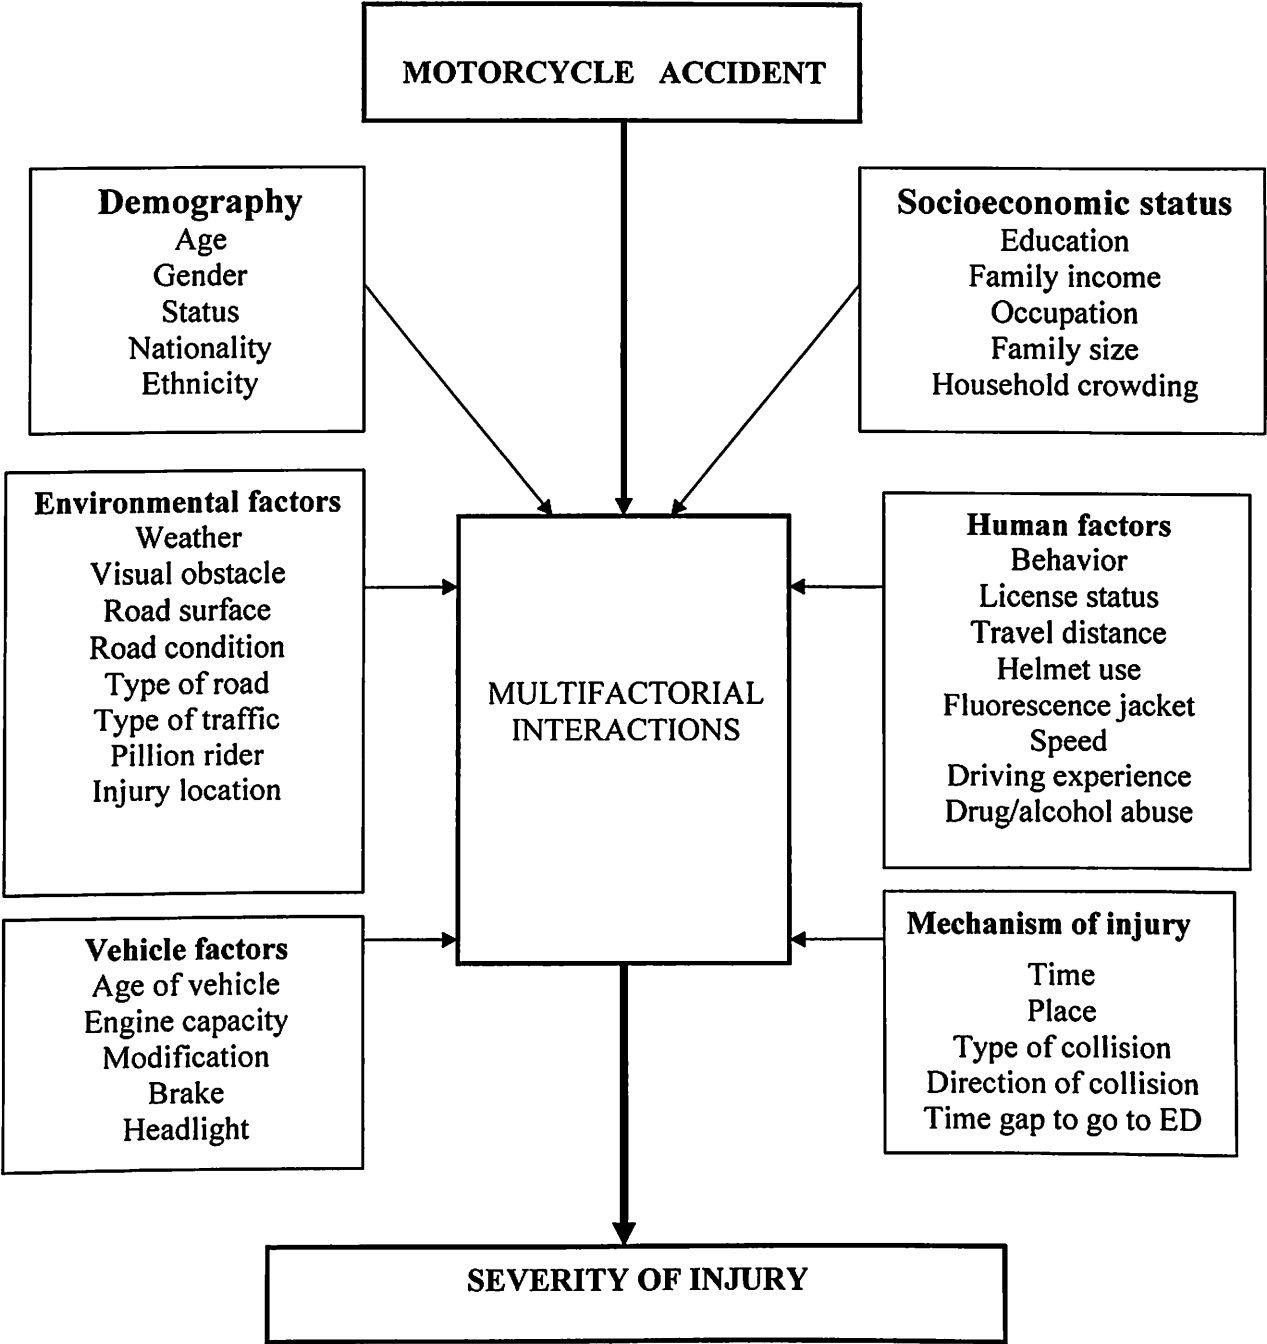 MOTORCYCLE ACCIDENT
Demography
Age
Gender
Status
Nationality
Ethnicity
Socioeconomic status
Education
Family income
Occupation
Family size
Household crowding
Environmental factors
Weather
Visual obstacle
Road surface
Road condition
Type of road
Type of traffic
Pillion rider
Injury location
Human factors
Behavior
License status
Travel distance
Helmet use
Fluorescence jacket
Speed
Driving experience
Drug/alcohol abuse
MULTIFACTORIAL
INTERACTIONS
Vehicle factors
Age of vehicle
Engine capacity
Modification
Brake
Headlight
Mechanism of injury
Time
Place
Type of collision
Direction of collision
Time gap to go to ED
SEVERITY OF INJURY